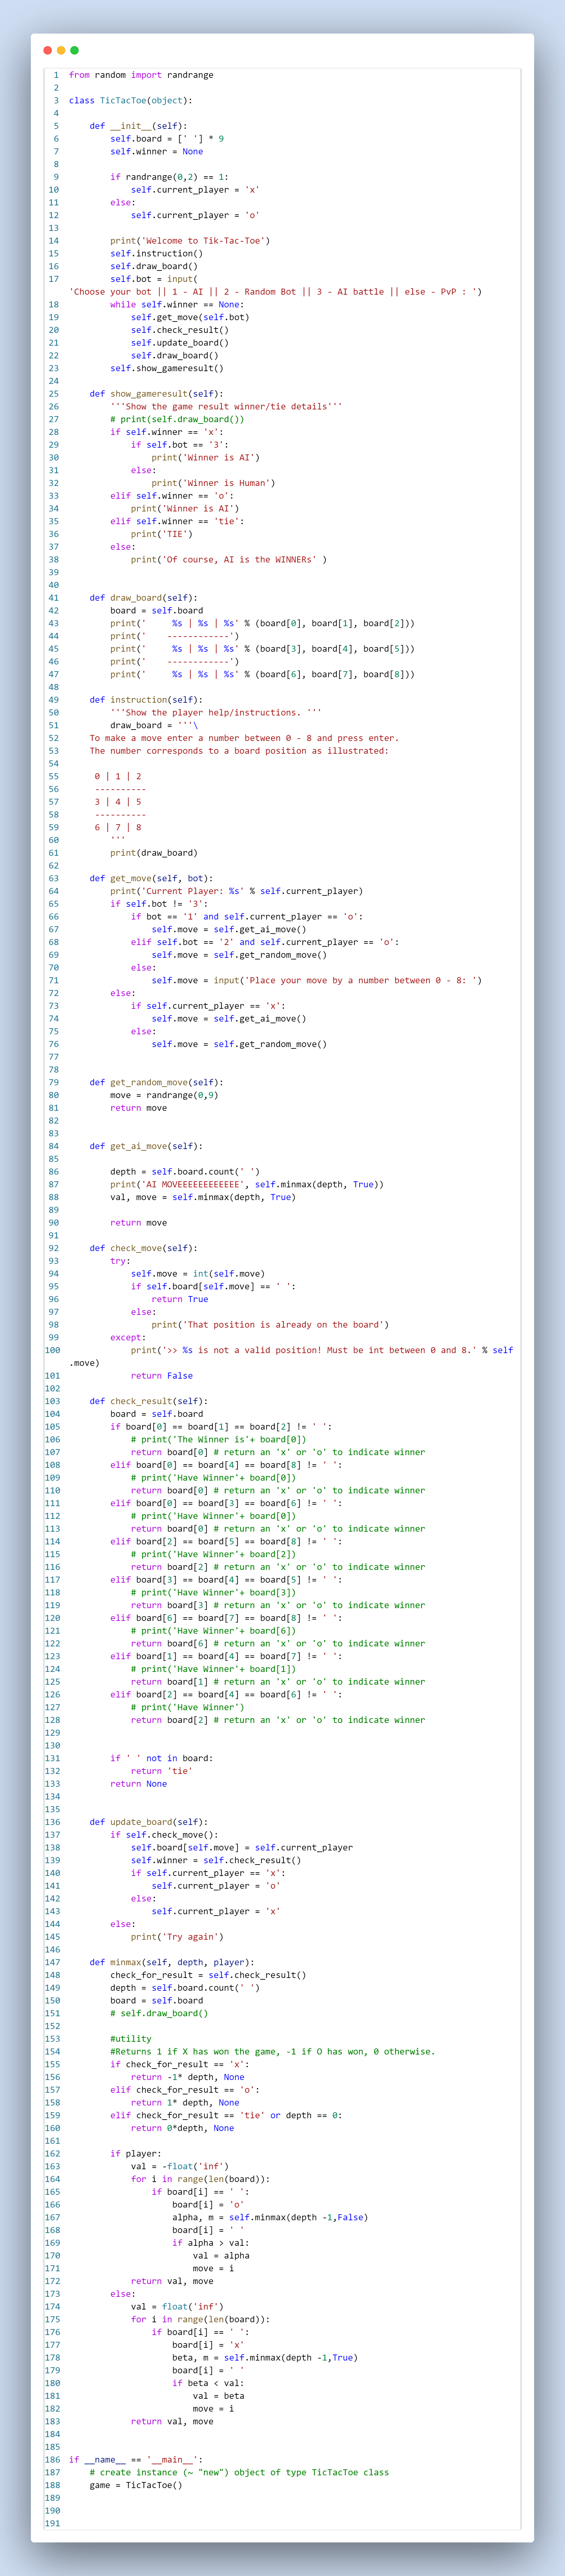 1 from random import randrange
2
3 class TicTacToe(object):
4
5     def __init__(self):
6         self.board = [' '] * 9
7         self.winner = None
8
9         if randrange(0,2) == 1:
10             self.current_player = 'x'
11         else:
12             self.current_player = 'o'
13
14         print('Welcome to Tik-Tac-Toe')
15         self.instruction()
16         self.draw_board()
17         self.bot = input(
'Choose your bot || 1 - AI || 2 - Random Bot || 3 - AI battle || else - PvP : ')
18         while self.winner == None:
19             self.get_move(self.bot)
20             self.check_result()
21             self.update_board()
22             self.draw_board()
23         self.show_gameresult()
24
25     def show_gameresult(self):
26         '''Show the game result winner/tie details'''
27         # print(self.draw_board())
28         if self.winner == 'x':
29             if self.bot == '3':
30                 print('Winner is AI')
31             else:
32                 print('Winner is Human')
33         elif self.winner == 'o':
34             print('Winner is AI')
35         elif self.winner == 'tie':
36             print('TIE')
37         else:
38             print('Of course, AI is the WINNERs' )
39
40
41     def draw_board(self):
42         board = self.board
43         print('     %s | %s | %s' % (board[0], board[1], board[2]))
44         print('    ------------')
45         print('     %s | %s | %s' % (board[3], board[4], board[5]))
46         print('    ------------')
47         print('     %s | %s | %s' % (board[6], board[7], board[8]))
48
49     def instruction(self):
50         '''Show the player help/instructions. '''
51         draw_board = '''\
52     To make a move enter a number between 0 - 8 and press enter.
53     The number corresponds to a board position as illustrated:
54
55      0 | 1 | 2
56      ----------
57      3 | 4 | 5
58      ----------
59      6 | 7 | 8
60         '''
61         print(draw_board)
62
63     def get_move(self, bot):
64         print('Current Player: %s' % self.current_player)
65         if self.bot != '3':
66             if bot == '1' and self.current_player == 'o':
67                 self.move = self.get_ai_move()
68             elif self.bot == '2' and self.current_player == 'o':
69                 self.move = self.get_random_move()
70             else:
71                 self.move = input('Place your move by a number between 0 - 8: ')
72         else:
73             if self.current_player == 'x':
74                 self.move = self.get_ai_move()
75             else:
76                 self.move = self.get_random_move()
77
78
79     def get_random_move(self):
80         move = randrange(0,9)
81         return move
82
83
84     def get_ai_move(self):
85
86         depth = self.board.count(' ')
87         print('AI MOVEEEEEEEEEEEE', self.minmax(depth, True))
88         val, move = self.minmax(depth, True)
89
90         return move
91
92     def check_move(self):
93         try:
94             self.move = int(self.move)
95             if self.board[self.move] == ' ':
96                 return True
97             else:
98                 print('That position is already on the board')
99         except:
100             print('>> %s is not a valid position! Must be int between 0 and 8.' % self
.move)
101             return False
102
103     def check_result(self):
104         board = self.board
105         if board[0] == board[1] == board[2] != ' ':
106             # print('The Winner is'+ board[0])
107             return board[0] # return an 'x' or 'o' to indicate winner
108         elif board[0] == board[4] == board[8] != ' ':
109             # print('Have Winner'+ board[0])
110             return board[0] # return an 'x' or 'o' to indicate winner
111         elif board[0] == board[3] == board[6] != ' ':
112             # print('Have Winner'+ board[0])
113             return board[0] # return an 'x' or 'o' to indicate winner
114         elif board[2] == board[5] == board[8] != ' ':
115             # print('Have Winner'+ board[2])
116             return board[2] # return an 'x' or 'o' to indicate winner
117         elif board[3] == board[4] == board[5] != ' ':
118             # print('Have Winner'+ board[3])
119             return board[3] # return an 'x' or 'o' to indicate winner
120         elif board[6] == board[7] == board[8] != ' ':
121             # print('Have Winner'+ board[6])
122             return board[6] # return an 'x' or 'o' to indicate winner
123         elif board[1] == board[4] == board[7] != ' ':
124             # print('Have Winner'+ board[1])
125             return board[1] # return an 'x' or 'o' to indicate winner
126         elif board[2] == board[4] == board[6] != ' ':
127             # print('Have Winner')
128             return board[2] # return an 'x' or 'o' to indicate winner
129
130
131         if ' ' not in board:
132             return 'tie'
133         return None
134
135
136     def update_board(self):
137         if self.check_move():
138             self.board[self.move] = self.current_player
139             self.winner = self.check_result()
140             if self.current_player == 'x':
141                 self.current_player = 'o'
142             else:
143                 self.current_player = 'x'
144         else:
145             print('Try again')
146
147     def minmax(self, depth, player):
148         check_for_result = self.check_result()
149         depth = self.board.count(' ')
150         board = self.board
151         # self.draw_board()
152
153         #utility
154         #Returns 1 if X has won the game, -1 if O has won, 0 otherwise.
155         if check_for_result == 'x':
156             return -1* depth, None
157         elif check_for_result == 'o':
158             return 1* depth, None
159         elif check_for_result == 'tie' or depth == 0:
160             return 0*depth, None
161
162         if player:
163             val = -float('inf')
164             for i in range(len(board)):
165                 if board[i] == ' ':
166                     board[i] = 'o'
167                     alpha, m = self.minmax(depth -1,False)
168                     board[i] = ' '
169                     if alpha > val:
170                         val = alpha
171                         move = i
172             return val, move
173         else:
174             val = float('inf')
175             for i in range(len(board)):
176                 if board[i] == ' ':
177                     board[i] = 'x'
178                     beta, m = self.minmax(depth -1,True)
179                     board[i] = ' '
180                     if beta < val:
181                         val = beta
182                         move = i
183             return val, move
184
185
186 if __name__ == '__main__':
187     # create instance (~ "new") object of type TicTacToe class
188     game = TicTacToe()
189
190
191